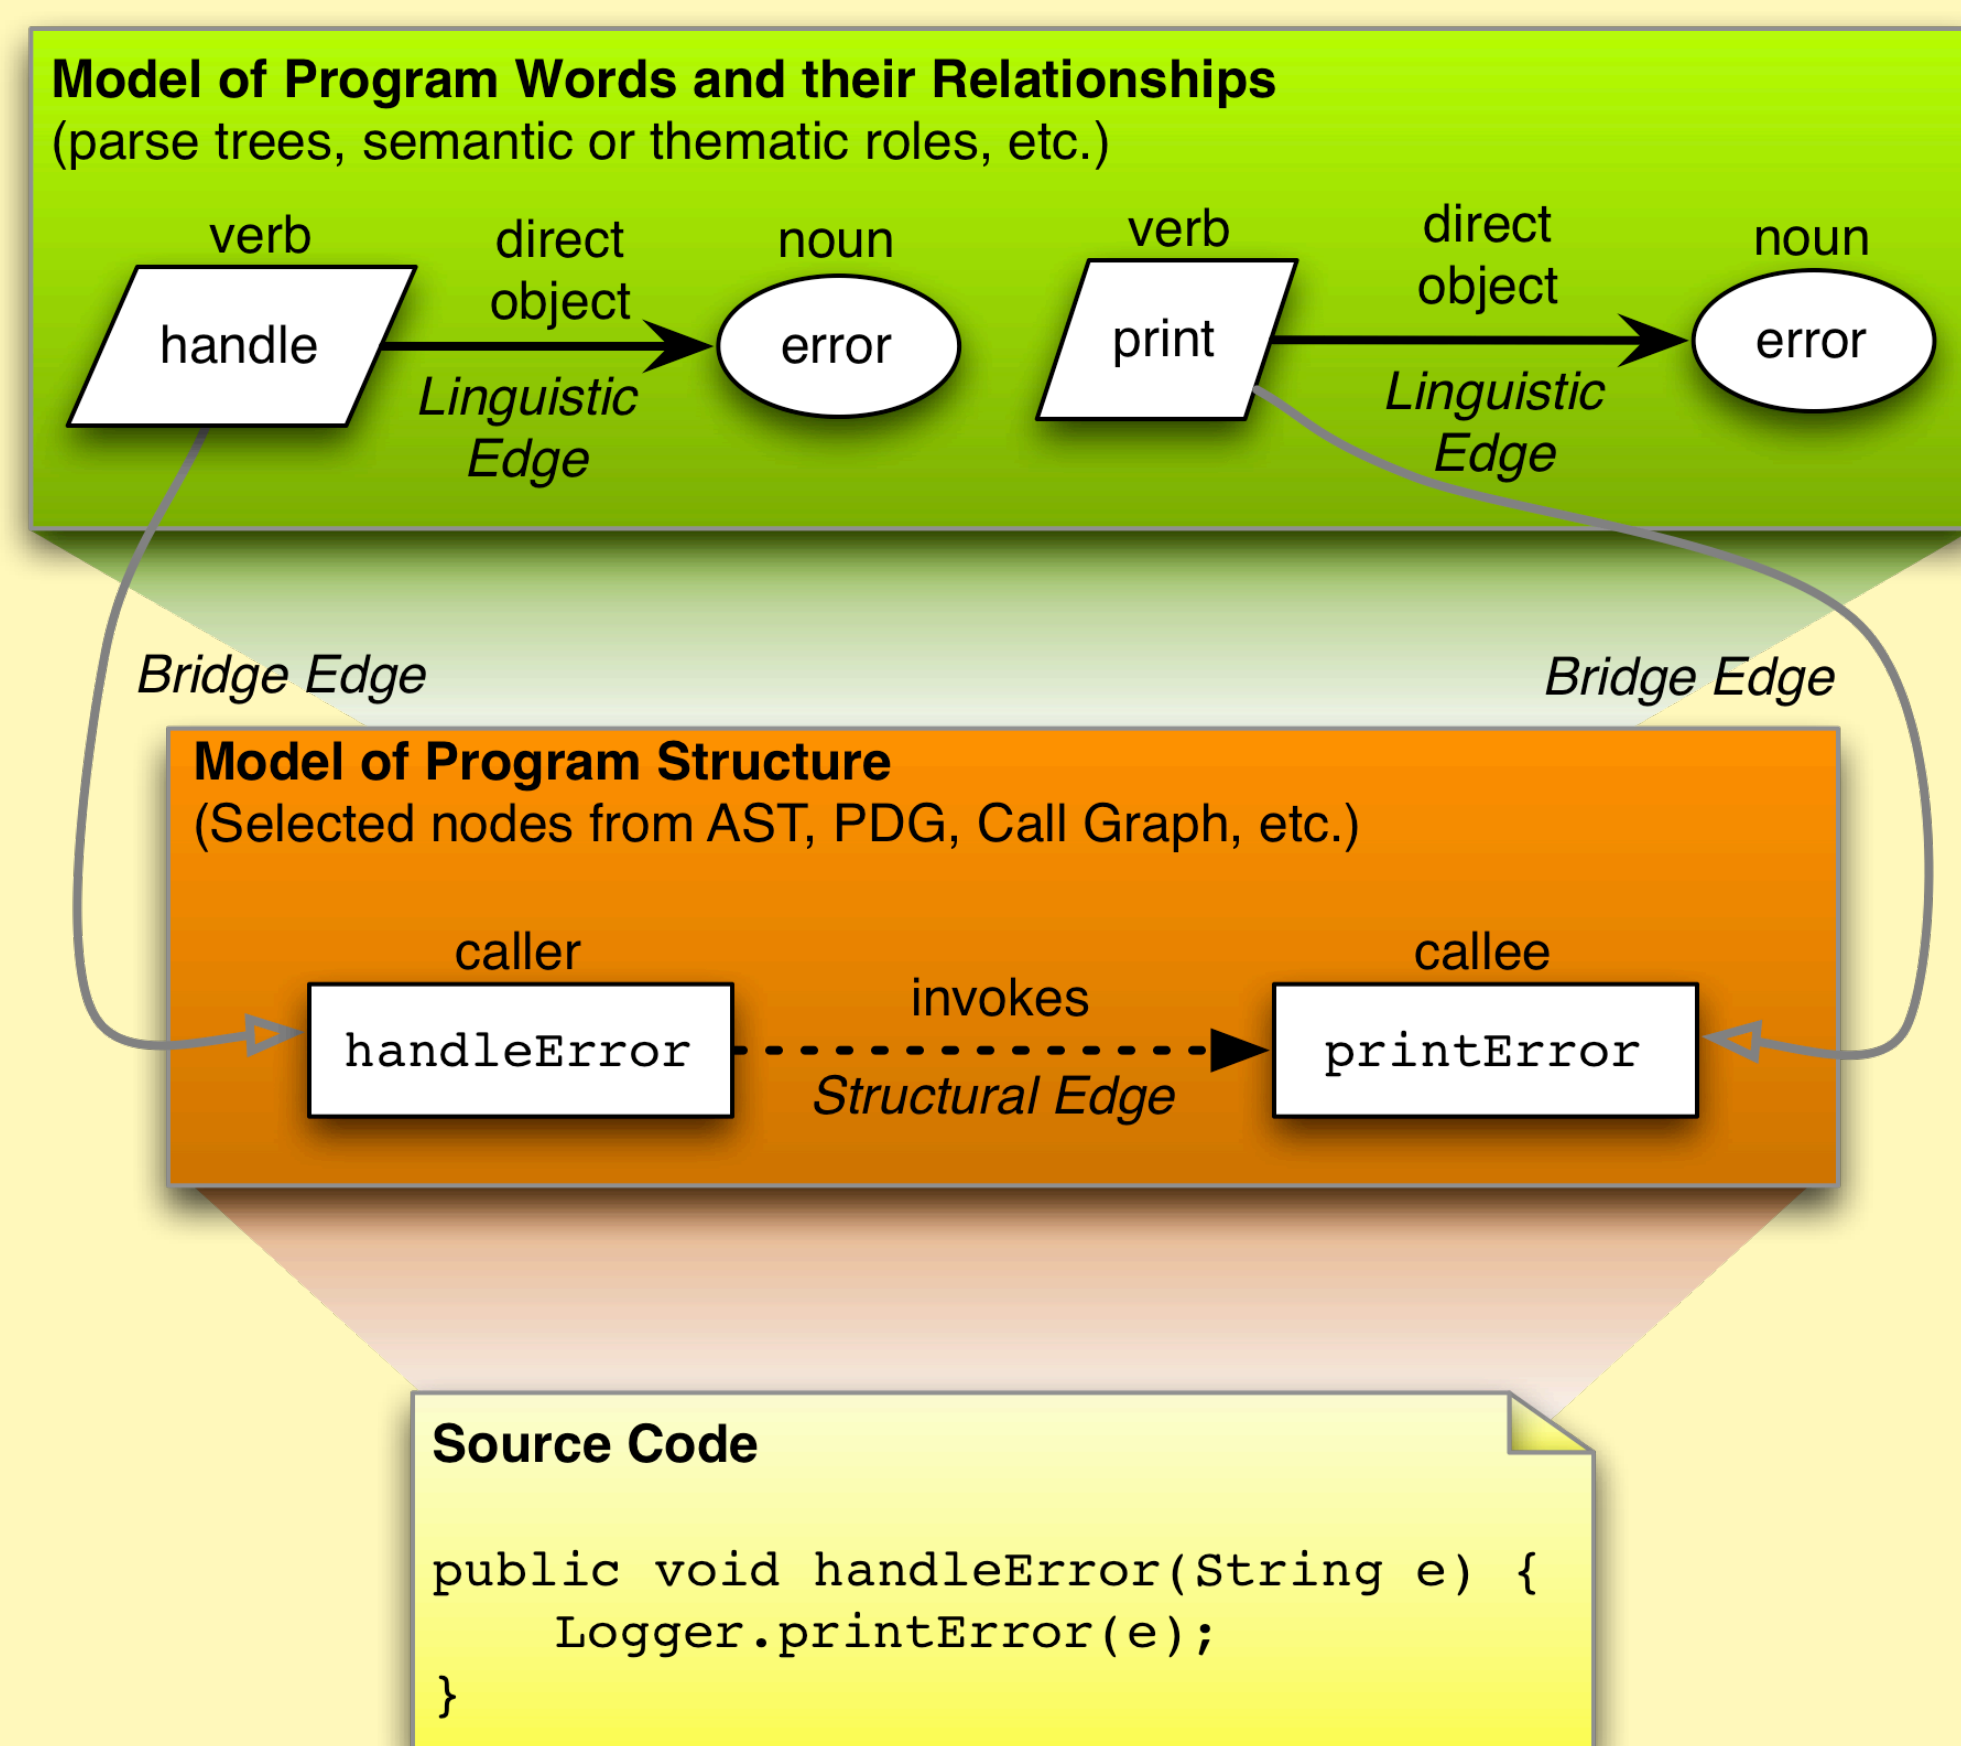 Model of Program Words and their Relationships
(parse trees, semantic or thematic roles, etc.)
verb
direct
object
noun
handle
error
Linguistic
Edge
verb
direct
object
noun
print
error
Linguistic
Edge
Bridge Edge
Bridge Edge
Model of Program Structure
(Selected nodes from AST, PDG, Call Graph, etc.)
caller
invokes
callee
handleError
printError
Structural Edge
Source Code
public void handleError(String e) {
    Logger.printError(e);
}